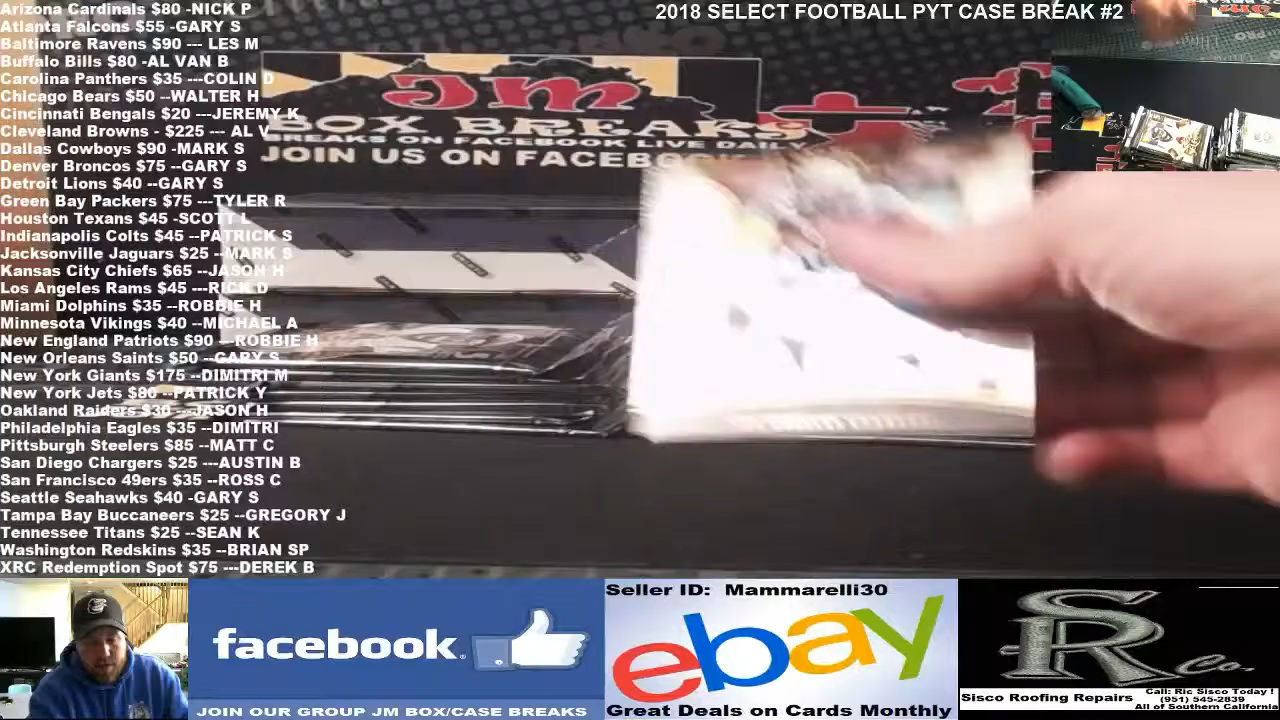 Arizona Cardinals $80 -NICK P
Atlanta Falcons $55 -GARY S
Baltimore Ravens $90 --- LES M
Buffalo Bills $80 -AL VAN B
Carolina Panthers $35 ---COLIN D
Chicago Bears $50 --WALTER H
Cincinnati Bengals $20 ---JEREMY K
Cleveland Browns - $225 --- AL V
Dallas Cowboys $90 -MARK S
Denver Broncos $75 --GARY S
Detroit Lions $40 --GARY S
Green Bay Packers $75 ---TYLER R
Houston Texans $45 -SCOTT L
Indianapolis Colts $45 --PATRICK S
Jacksonville Jaguars $25 --MARK S
Kansas City Chiefs $65 --JASON H
Los Angeles Rams $45 ---RICK D
Miami Dolphins $35 --ROBBIE H
Minnesota Vikings $40 --MICHAEL A
New England Patriots $90 ---ROBBIE H
New Orleans Saints $50 --GARY S
New York Giants $175 --DIMITRI M
New York Jets $80 --PATRICK Y
Oakland Raiders $30 ---JASON H
Philadelphia Eagles $35 --DIMITRI
Pittsburgh Steelers $85 --MATT C
San Diego Chargers $25 ---AUSTIN B
San Francisco 49ers $35 --ROSS C
Seattle Seahawks $40 -GARY S
Tampa Bay Buccaneers $25 --GREGORY J
Tennessee Titans $25 --SEAN K
Washington Redskins $35 --BRIAN SP
XRC Redemption Spot $75 ---DEREK B
2018 SELECT FOOTBALL PYT CASE BREAK #2
JM
BOX BREAKS
BREAKS ON FACEBOOK LIVE DAILY
JOIN US ON FACEBOOK
facebook
JOIN OUR GROUP JM BOX/CASE BREAKS
Seller ID: Mammarelli30
ebay
Great Deals on Cards Monthly
SR Co.
Sisco Roofing Repairs
Call: Ric Sisco Today !
(951) 545-2839
All of Southern California